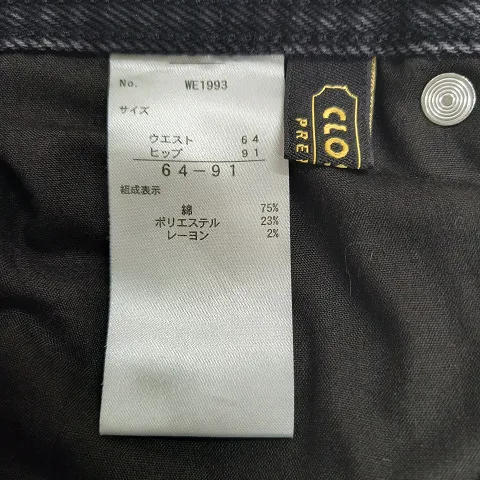 No. WE1993
サイズ
ウエスト 64
ヒップ 91
64-91
組成表示
綿 75%
ポリエステル 23%
レーヨン 2%
CLO
PRE